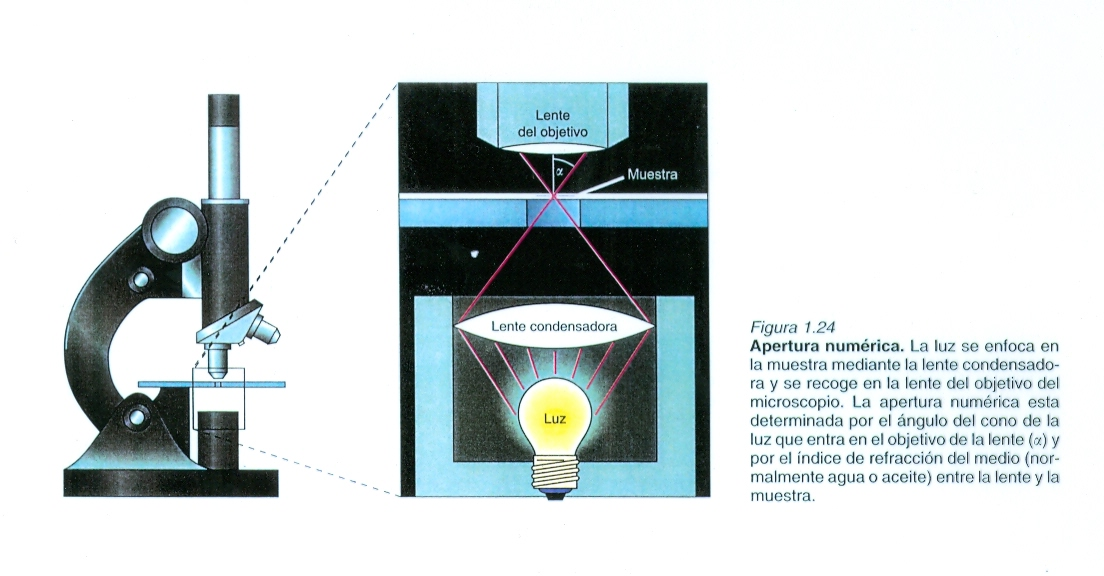 Lente
del objetivo
α
Muestra
Lente condensadora
Luz
Figura 1.24
Apertura numérica. La luz se enfoca en
la muestra mediante la lente condensado-
ra y se recoge en la lente del objetivo del
microscopio. La apertura numérica esta
determinada por el ángulo del cono de la
luz que entra en el objetivo de la lente (α) y
por el índice de refracción del medio (nor-
malmente agua o aceite) entre la lente y la
muestra.